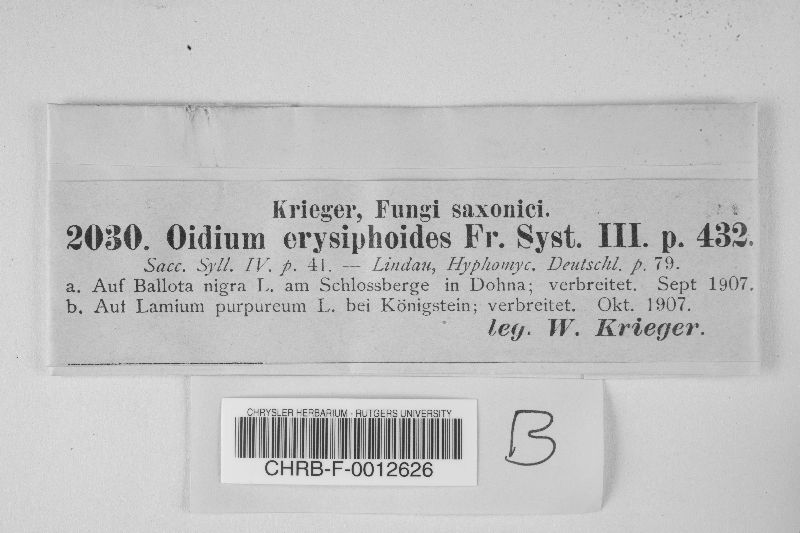 Krieger, Fungi saxonici.
2030. Oidium erysiphoides Fr. Syst. III. p. 432.
Sacc. Syll. IV. p. 41. — Lindau, Hyphomyc. Deutschl. p. 79.
a. Auf Ballota nigra L. am Schlossberge in Dohna; verbreitet. Sept 1907.
b. Auf Lamium purpureum L. bei Königstein; verbreitet. Okt. 1907.
leg. W. Krieger.
CHRYSLER HERBARIUM - RUTGERS UNIVERSITY
CHRB-F-0012626
B